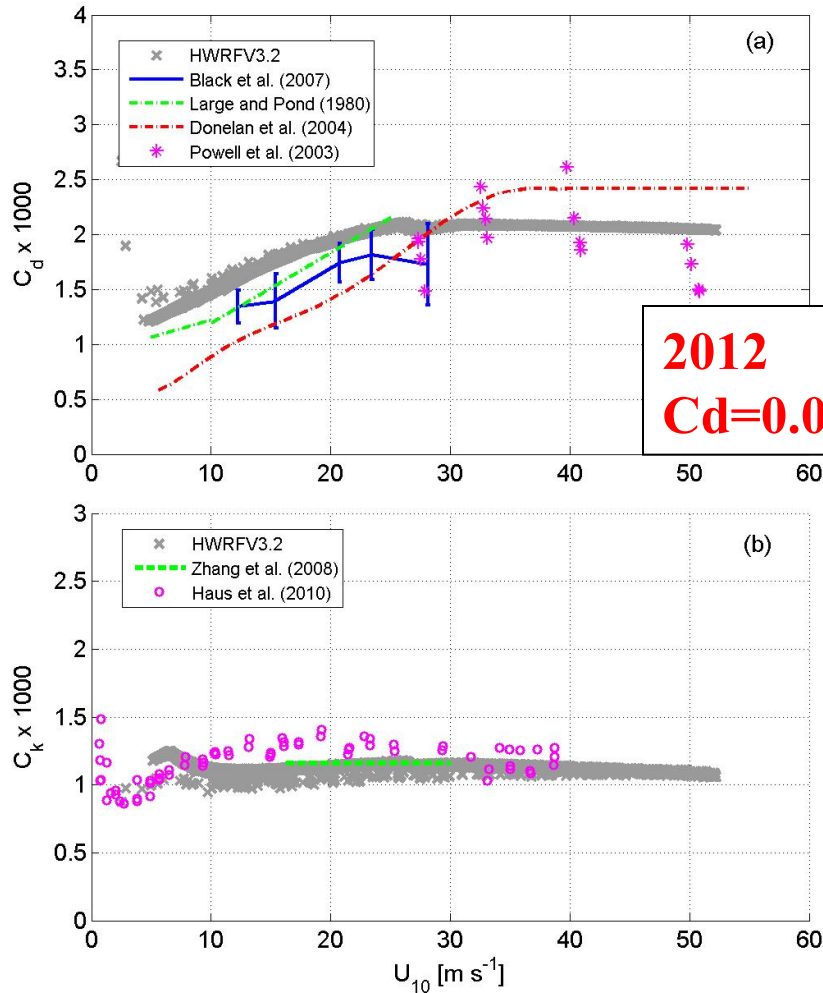 (a)
HWRFV3.2
Black et al. (2007)
Large and Pond (1980)
Donelan et al. (2004)
Powell et al. (2003)
C_d x 1000
4
3.5
3
2.5
2
1.5
1
0.5
0
0 10 20 30 40 50 60
2012
Cd=0.0
(b)
HWRFV3.2
Zhang et al. (2008)
Haus et al. (2010)
C_k x 1000
3
2.5
2
1.5
1
0.5
0
0 10 20 30 40 50 60
U_10 [m s^-1]